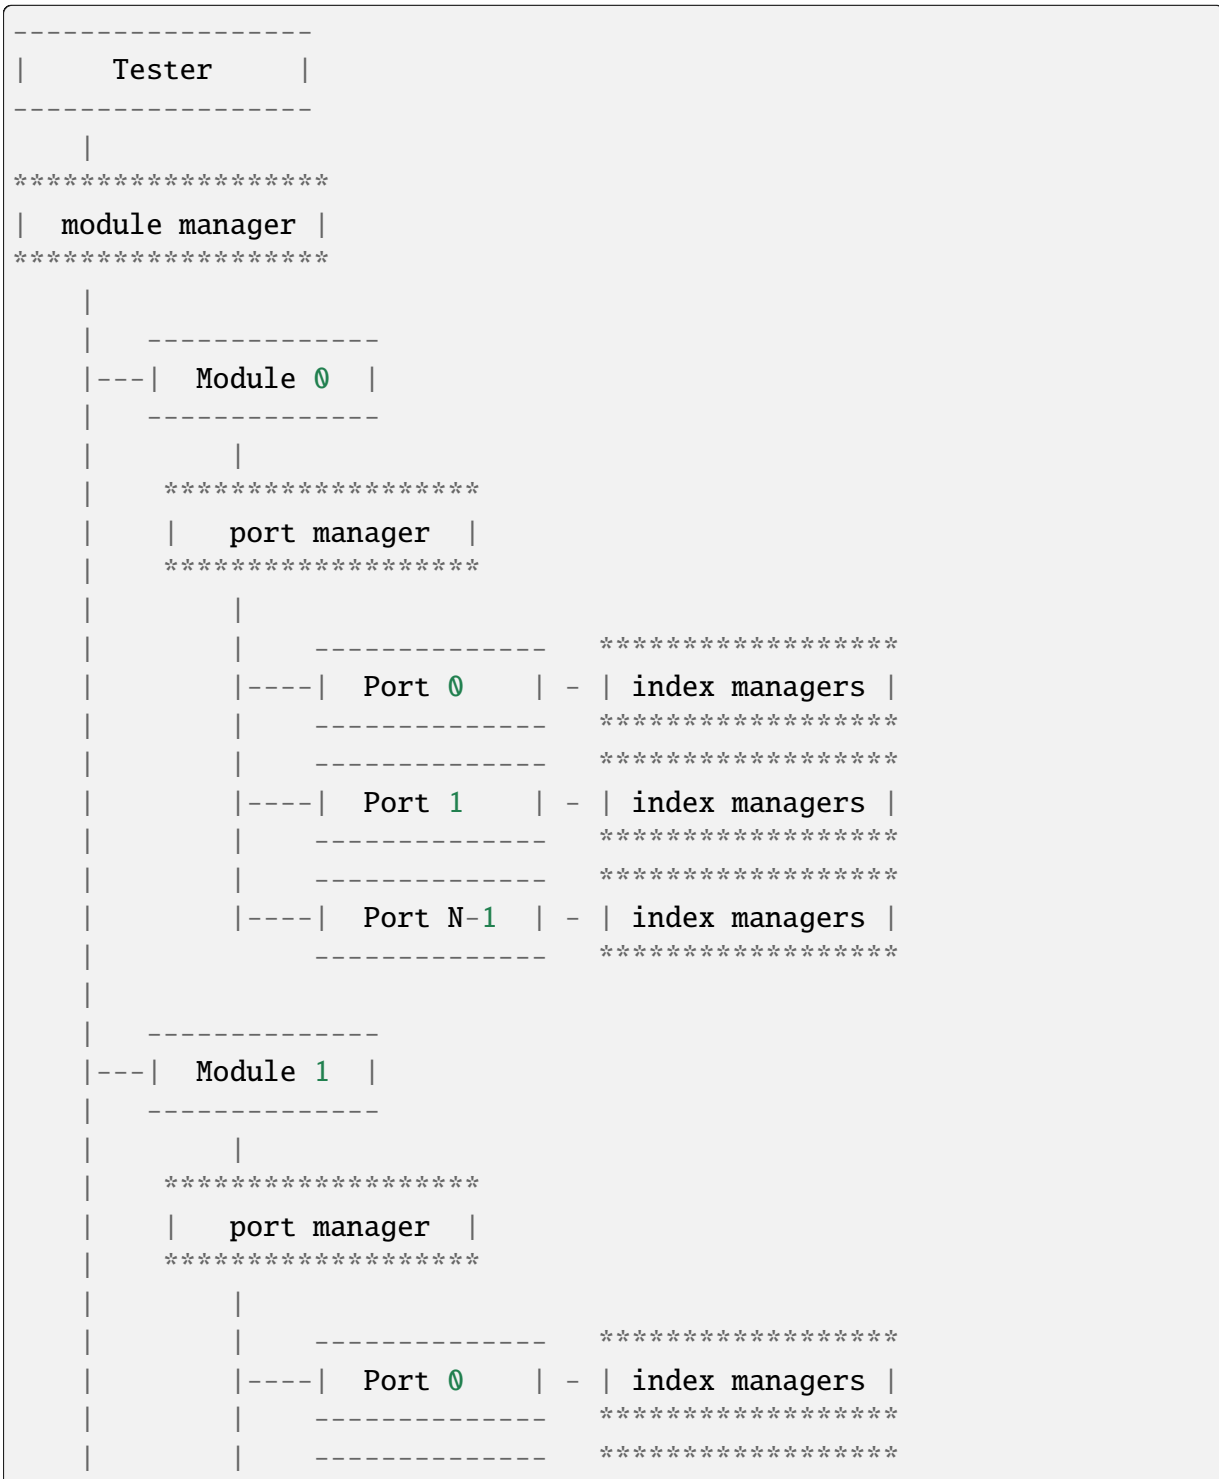 ------------------
|     Tester     |
------------------
    |
*******************
|  module manager |
*******************
    |
    |   --------------
    |---|  Module 0  |
    |   --------------
    |        |
    |    *******************
    |    |   port manager  |
    |    *******************
    |        |
    |        |    --------------   ******************
    |        |----|  Port 0    | - | index managers |
    |        |    --------------   ******************
    |        |    --------------   ******************
    |        |----|  Port 1    | - | index managers |
    |        |    --------------   ******************
    |        |    --------------   ******************
    |        |----|  Port N-1  | - | index managers |
    |             --------------   ******************
    |
    |   --------------
    |---|  Module 1  |
    |   --------------
    |        |
    |    *******************
    |    |   port manager  |
    |    *******************
    |        |
    |        |    --------------   ******************
    |        |----|  Port 0    | - | index managers |
    |        |    --------------   ******************
    |        |    --------------   ******************